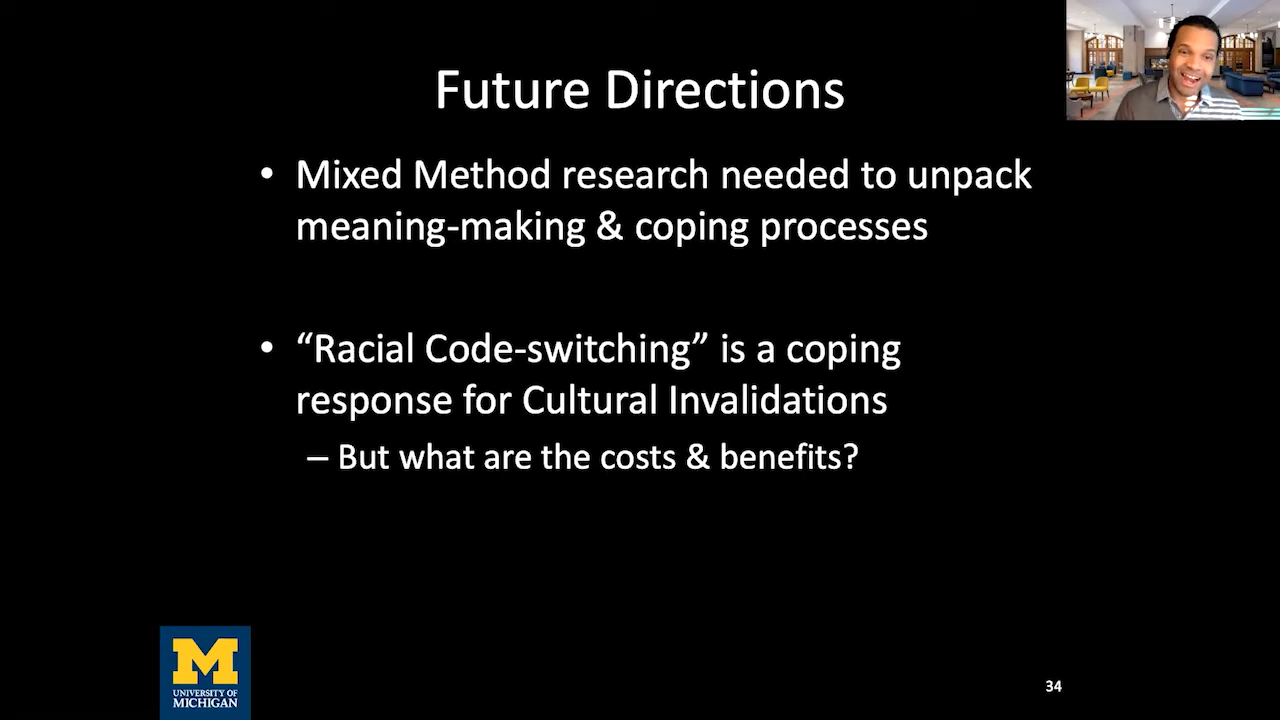 Future Directions
• Mixed Method research needed to unpack
meaning-making & coping processes
• “Racial Code-switching” is a coping
response for Cultural Invalidations
– But what are the costs & benefits?
M
UNIVERSITY OF
MICHIGAN
34